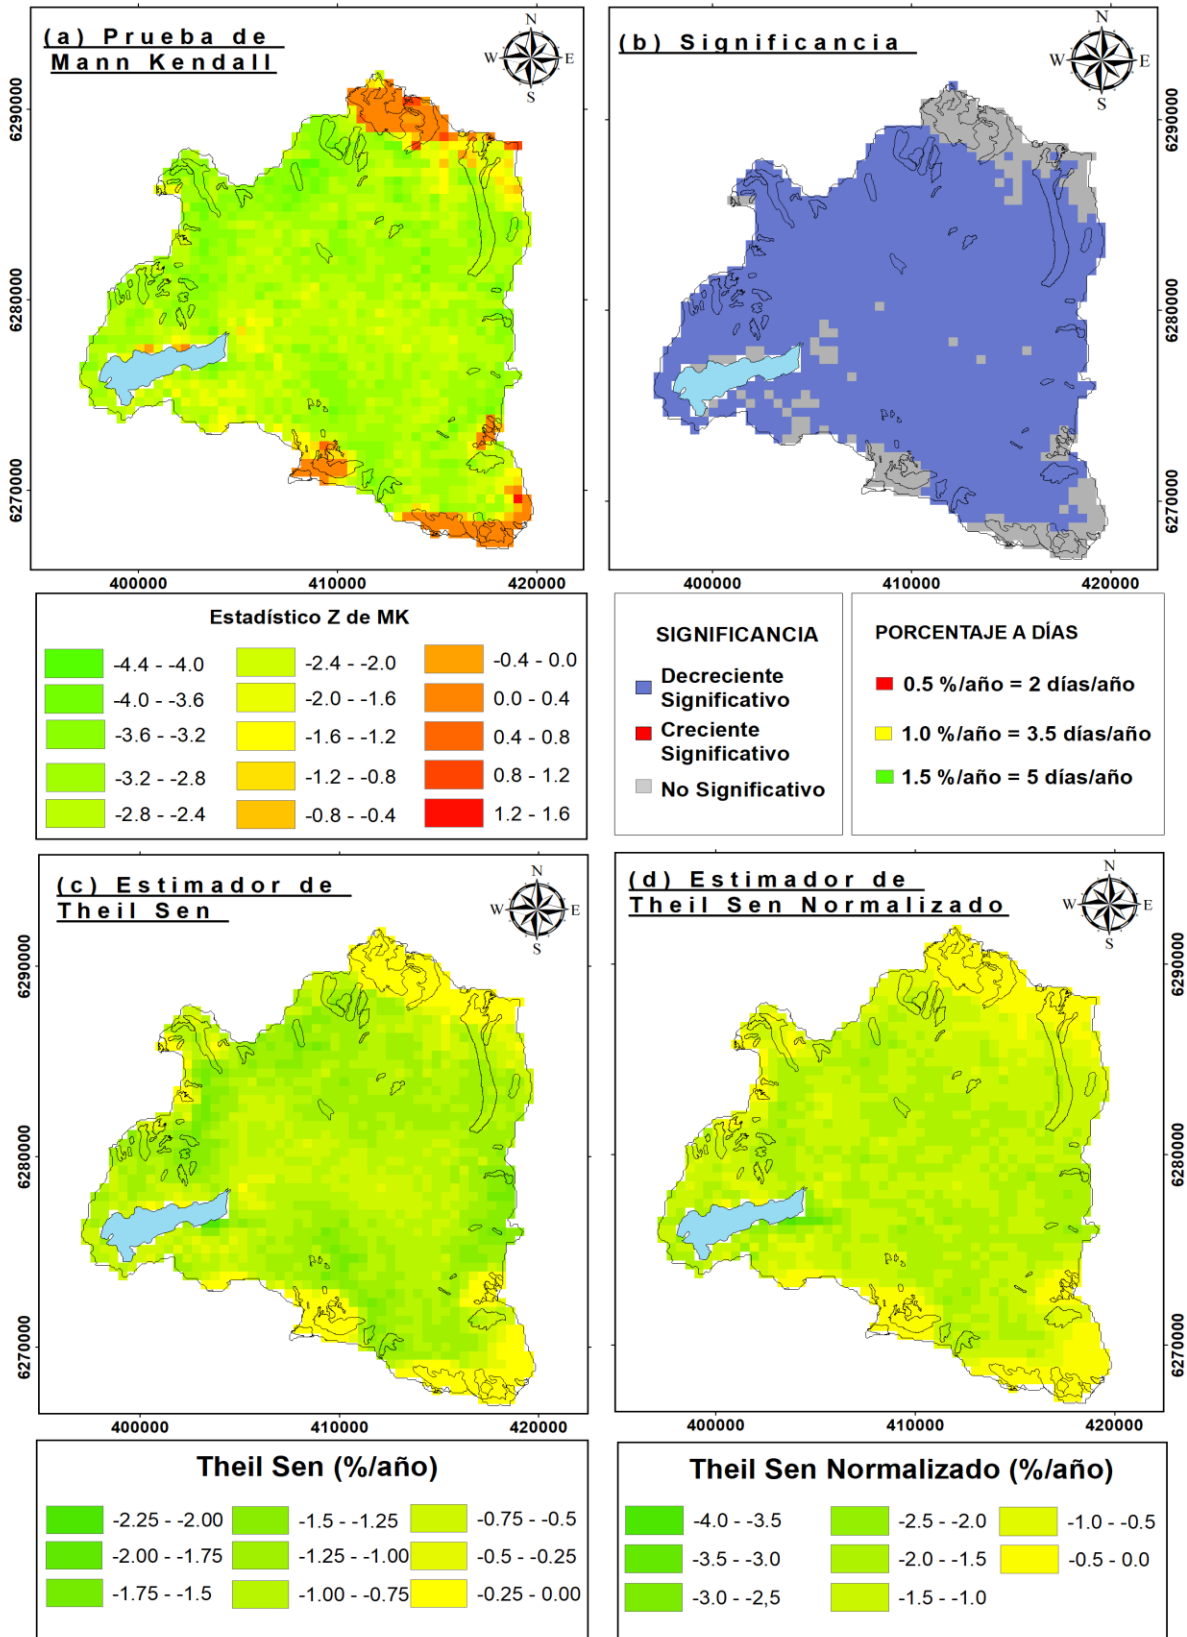 (a) Prueba de
Mann Kendall
N
W E
S
6290000
6280000
6270000
400000 410000 420000
(b) Significancia
N
W E
S
6290000
6280000
6270000
400000 410000 420000
Estadístico Z de MK
-4.4 - -4.0
-4.0 - -3.6
-3.6 - -3.2
-3.2 - -2.8
-2.8 - -2.4
-2.4 - -2.0
-2.0 - -1.6
-1.6 - -1.2
-1.2 - -0.8
-0.8 - -0.4
-0.4 - 0.0
0.0 - 0.4
0.4 - 0.8
0.8 - 1.2
1.2 - 1.6
SIGNIFICANCIA
Decreciente
Significativo
Creciente
Significativo
No Significativo
PORCENTAJE A DÍAS
0.5 %/año = 2 días/año
1.0 %/año = 3.5 días/año
1.5 %/año = 5 días/año
(c) Estimador de
Theil Sen
N
W E
S
6290000
6280000
6270000
400000 410000 420000
(d) Estimador de
Theil Sen Normalizado
N
W E
S
6290000
6280000
6270000
400000 410000 420000
Theil Sen (%/año)
-2.25 - -2.00
-2.00 - -1.75
-1.75 - -1.5
-1.5 - -1.25
-1.25 - -1.00
-1.00 - -0.75
-0.75 - -0.5
-0.5 - -0.25
-0.25 - 0.00
Theil Sen Normalizado (%/año)
-4.0 - -3.5
-3.5 - -3.0
-3.0 - -2,5
-2.5 - -2.0
-2.0 - -1.5
-1.5 - -1.0
-1.0 - -0.5
-0.5 - 0.0